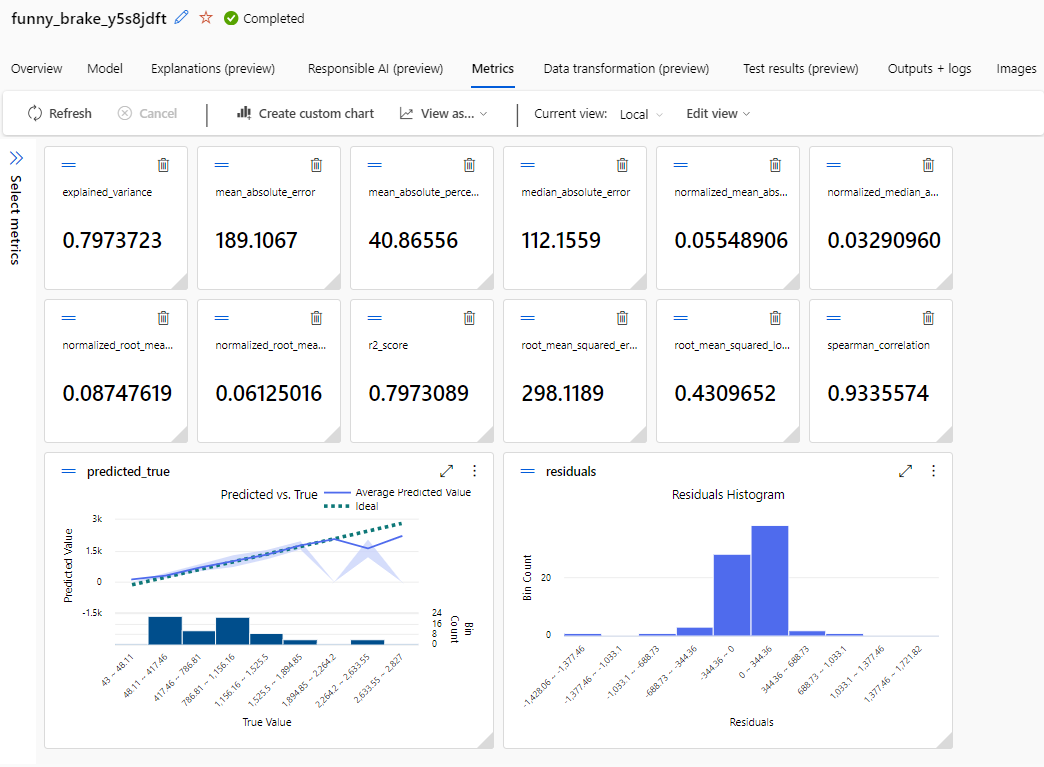 funny_brake_y5s8jdft Completed
Overview Model Explanations (preview) Responsible AI (preview) Metrics Data transformation (preview) Test results (preview) Outputs + logs Images
Refresh Cancel Create custom chart View as... Current view: Local Edit view
Select metrics
explained_variance mean_absolute_error mean_absolute_perce... median_absolute_error normalized_mean_abs... normalized_median_a...
0.7973723 189.1067 40.86556 112.1559 0.05548906 0.03290960
normalized_root_mea... normalized_root_mea... r2_score root_mean_squared_er... root_mean_squared_lo... spearman_correlation
0.08747619 0.06125016 0.7973089 298.1189 0.4309652 0.9335574
predicted_true
Predicted vs. True
Average Predicted Value
Ideal
Predicted Value
3k
1.5k
0
-1.5k
24
16
8
0
Bin Count
43 – 48.11
48.11 – 417.46
417.46 – 786.81
786.81 – 1,156.16
1,156.16 – 1,525.5
1,525.5 – 1,894.85
1,894.85 – 2,264.2
2,264.2 – 2,633.55
2,633.55 – 2,827
True Value
residuals
Residuals Histogram
Bin Count
20
0
-1,428.06 – -1,377.46
-1,377.46 – -1,033.1
-1,033.1 – -688.73
-688.73 – -344.36
-344.36 – 0
0 – 344.36
344.36 – 688.73
688.73 – 1,033.1
1,033.1 – 1,377.46
1,377.46 – 1,721.82
Residuals